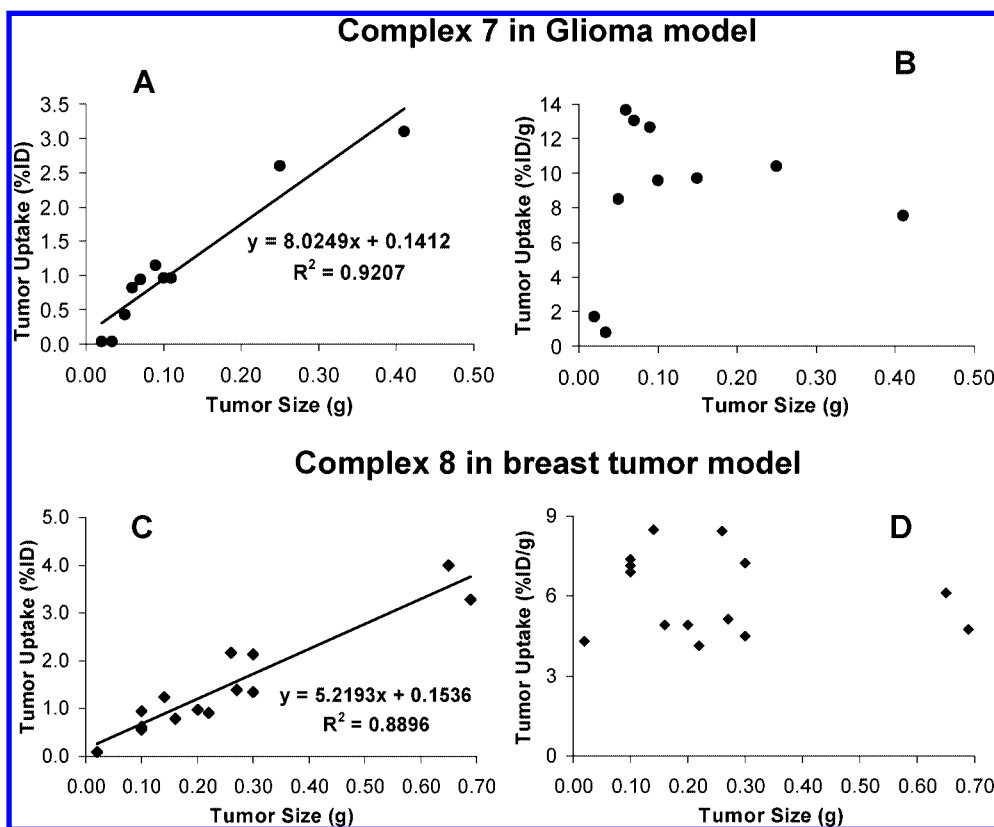 Complex 7 in Glioma model
A
Tumor Uptake (%ID)
3.5
3.0
2.5
2.0
1.5
1.0
0.5
0.0
y = 8.0249x + 0.1412
R² = 0.9207
0.00 0.10 0.20 0.30 0.40 0.50
Tumor Size (g)
B
Tumor Uptake (%ID/g)
14
12
10
8
6
4
2
0
0.00 0.10 0.20 0.30 0.40 0.50
Tumor Size (g)
Complex 8 in breast tumor model
C
Tumor Uptake (%ID)
5.0
4.0
3.0
2.0
1.0
0.0
y = 5.2193x + 0.1536
R² = 0.8896
0.00 0.10 0.20 0.30 0.40 0.50 0.60 0.70
Tumor Size (g)
D
Tumor Uptake (%ID/g)
9
6
3
0
0.00 0.10 0.20 0.30 0.40 0.50 0.60 0.70
Tumor Size (g)